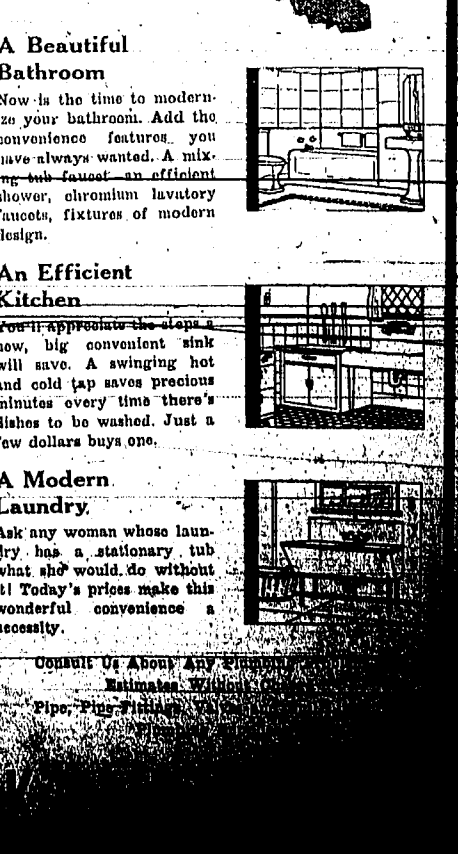 A Beautiful
Bathroom
Now is the time to modern-
ze your bathroom. Add the
convenience features you
have always wanted. A mix-
ng tub faucet—an efficient
shower, chromium lavatory
faucets, fixtures of modern
design.
An Efficient
Kitchen
You'll appreciate the steps a
new, big convenient sink
will save. A swinging hot
and cold tap saves precious
minutes every time there's
dishes to be washed. Just a
few dollars buys one.
A Modern
Laundry
Ask any woman whose laun-
dry has a stationary tub
what she would do without
it! Today's prices make this
wonderful convenience a
necessity.
Consult Us About Any Plumbing
Estimates Without
Pipe, Pipe Fittings,